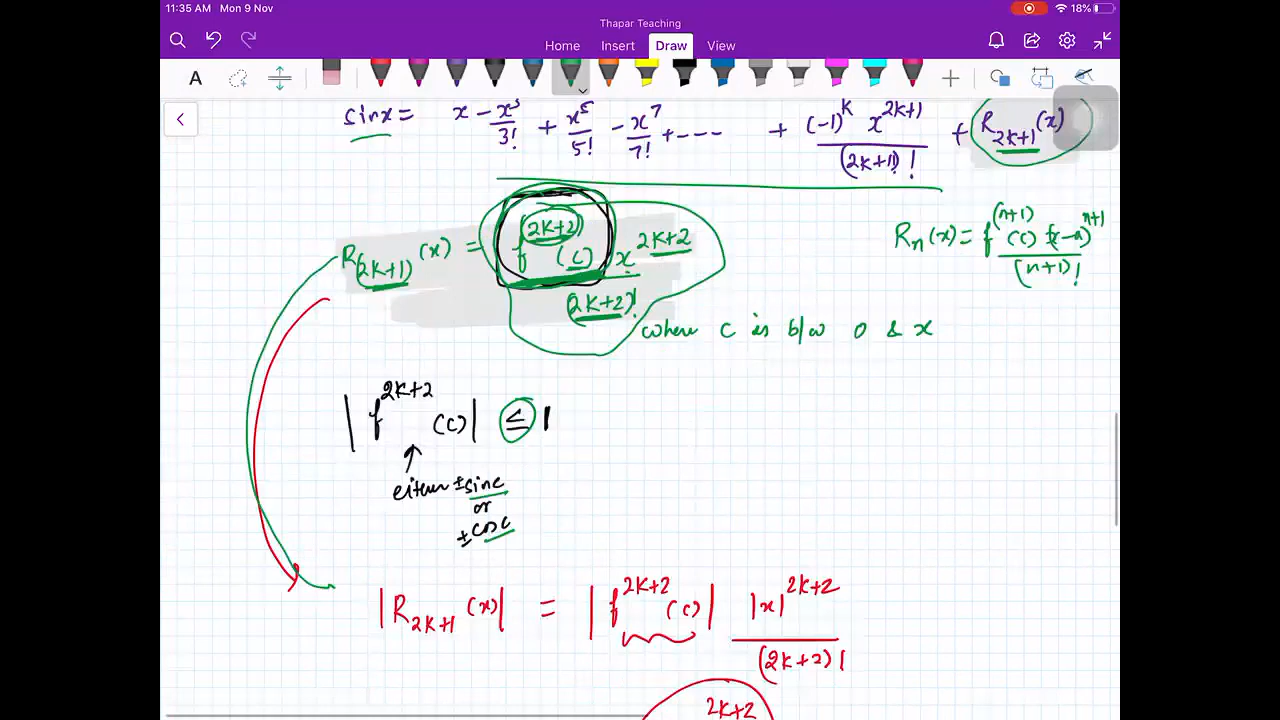 11:35 AM Mon 9 Nov 18%
Thapar Teaching
Home Insert Draw View
A
sinx = x - x³/3! + x⁵/5! - x⁷/7! + ---- + (-1)^k x^(2k+1)/(2k+1)! + R_(2k+1)(x)
R_(2k+1)(x) = f^(2k+2)(c) x^(2k+2)/(2k+2)!
R_n(x) = f^(n+1)(c) (x-a)^(n+1)/(n+1)!
where c is b/w 0 & x
|f^(2k+2)(c)| ≤ 1
either ±sinc
or
±cosc
|R_(2k+1)(x)| = |f^(2k+2)(c)| |x|^(2k+2)/(2k+2)!
2k+2